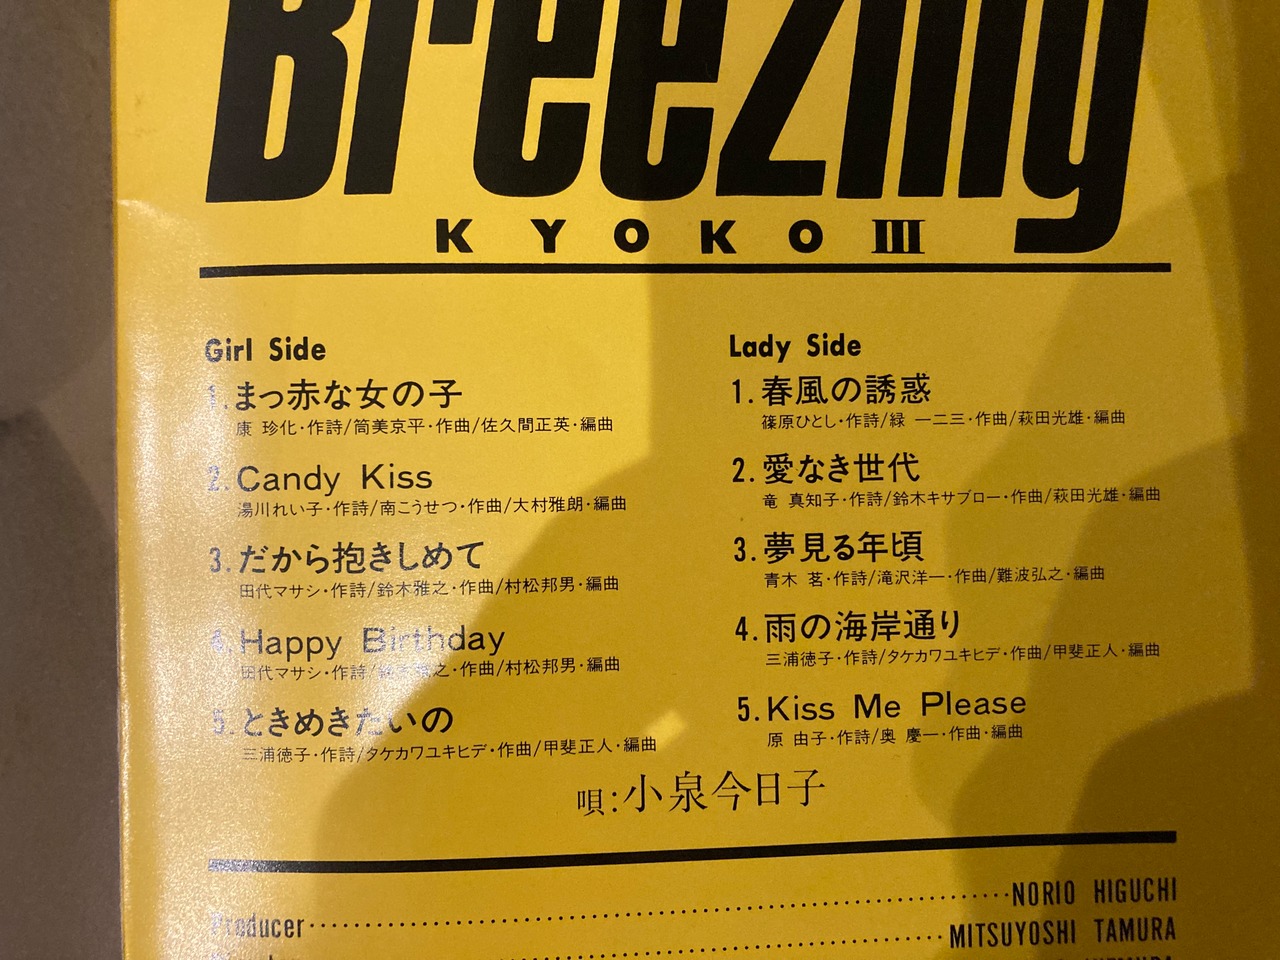 Breezing
KYOKO III
Girl Side
1. まっ赤な女の子
康 珍化・作詩/筒美京平・作曲/佐久間正英・編曲
2. Candy Kiss
湯川れい子・作詩/南こうせつ・作曲/大村雅朗・編曲
3. だから抱きしめて
田代マサシ・作詩/鈴木雅之・作曲/村松邦男・編曲
4. Happy Birthday
田代マサシ・作詩/鈴木雅之・作曲/村松邦男・編曲
5. ときめきたいの
三浦徳子・作詩/タケカワユキヒデ・作曲/甲斐正人・編曲
Lady Side
1. 春風の誘惑
篠原ひとし・作詩/緑 一二三・作曲/萩田光雄・編曲
2. 愛なき世代
竜 真知子・作詩/鈴木キサブロー・作曲/萩田光雄・編曲
3. 夢見る年頃
青木 茗・作詩/滝沢洋一・作曲/難波弘之・編曲
4. 雨の海岸通り
三浦徳子・作詩/タケカワユキヒデ・作曲/甲斐正人・編曲
5. Kiss Me Please
原 由子・作詩/奥 慶一・作曲・編曲
唄:小泉今日子
Producer NORIO HIGUCHI
MITSUYOSHI TAMURA